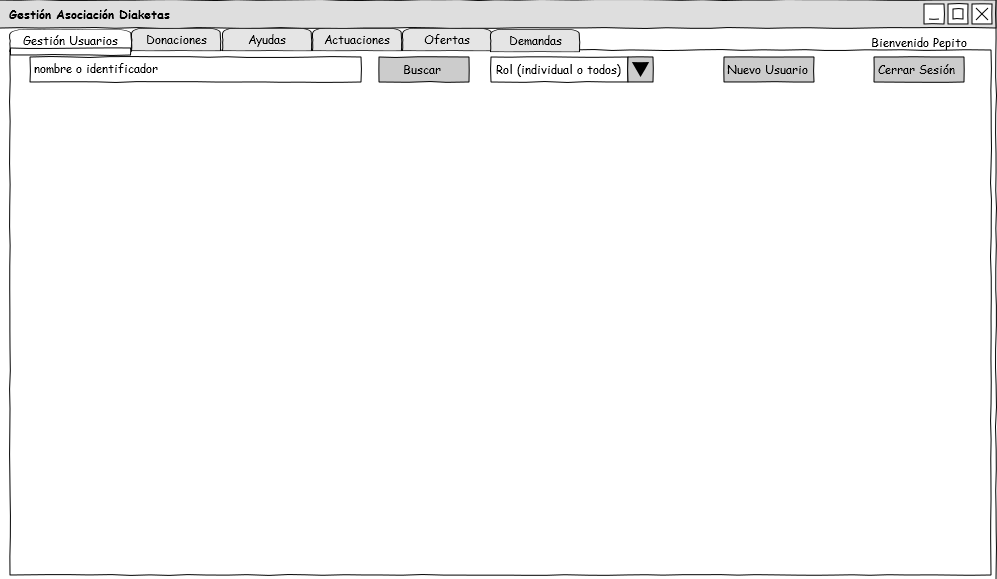 Gestión Asociación Diaketas
Gestión Usuarios
Donaciones
Ayudas
Actuaciones
Ofertas
Demandas
Bienvenido Pepito
nombre o identificador
Buscar
Rol (individual o todos)
Nuevo Usuario
Cerrar Sesión